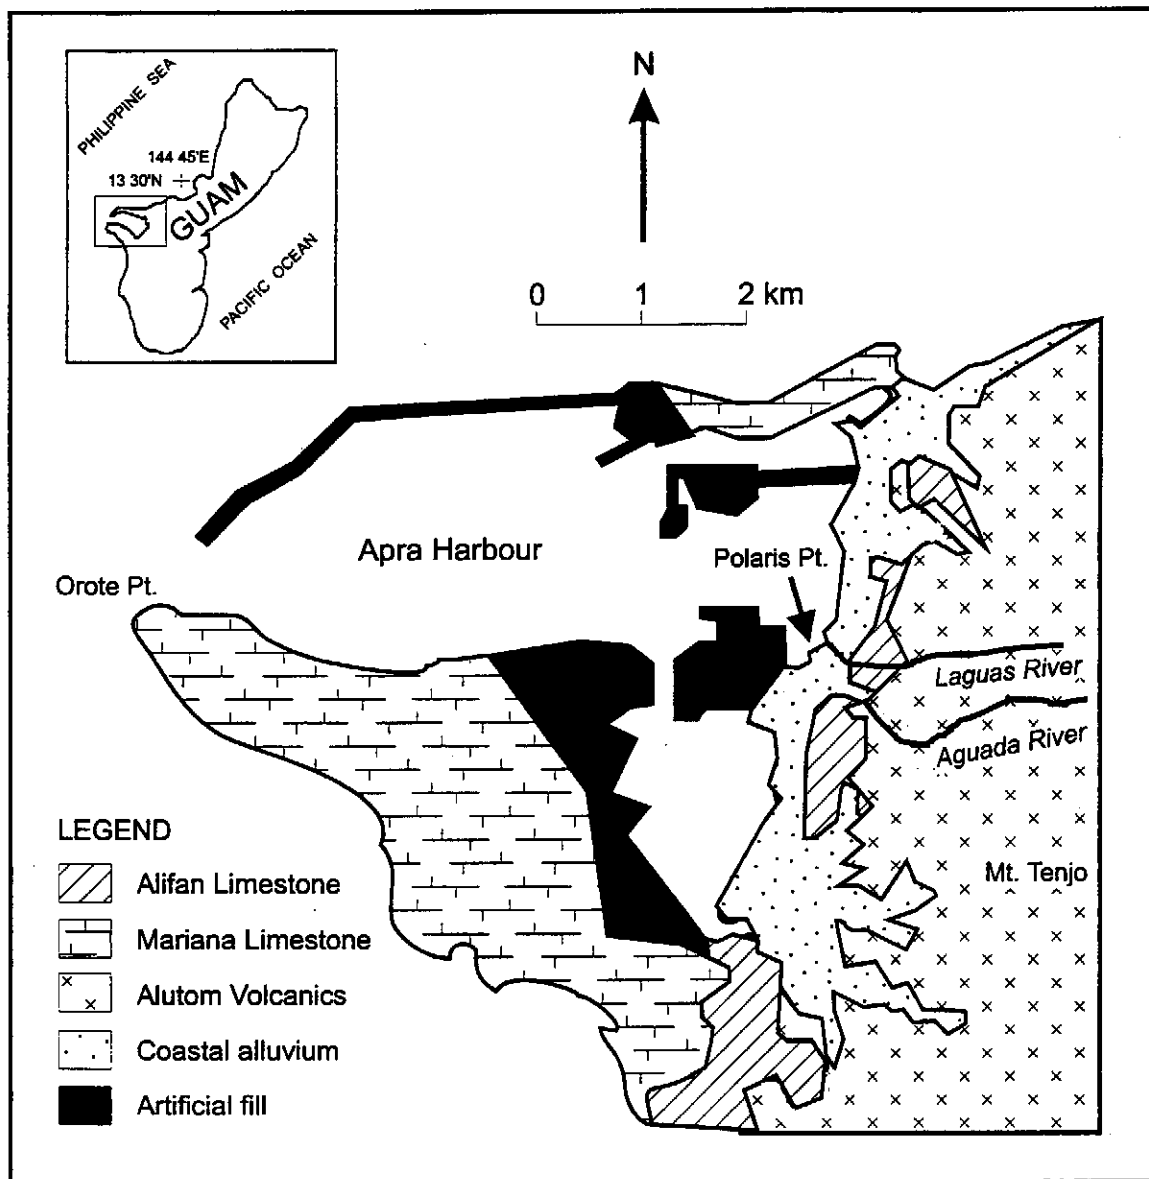 PHILIPPINE SEA
144 45'E
13 30'N
GUAM
PACIFIC OCEAN
N
0 1 2 km
Apra Harbour
Polaris Pt.
Orote Pt.
Laguas River
Aguada River
Mt. Tenjo
LEGEND
Alifan Limestone
Mariana Limestone
Alutom Volcanics
Coastal alluvium
Artificial fill